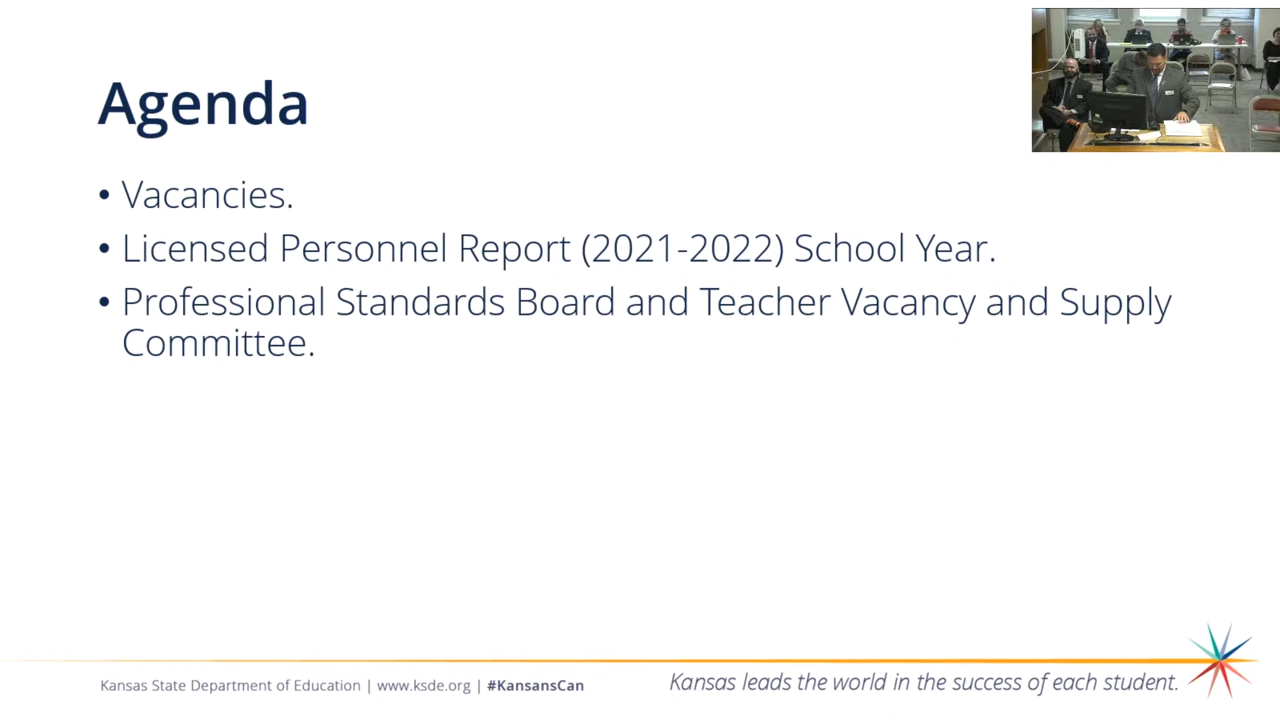 Agenda
• Vacancies.
• Licensed Personnel Report (2021-2022) School Year.
• Professional Standards Board and Teacher Vacancy and Supply
Committee.
Kansas State Department of Education | www.ksde.org | #KansansCan
Kansas leads the world in the success of each student.